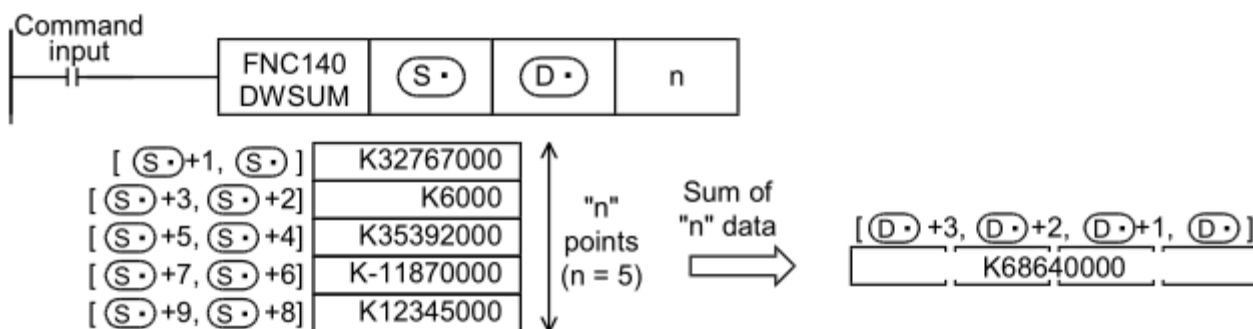 Command
input
FNC140
DWSUM
S·
D·
n
[ S·+1, S· ] K32767000
[ S·+3, S·+2] K6000
[ S·+5, S·+4] K35392000
[ S·+7, S·+6] K-11870000
[ S·+9, S·+8] K12345000
"n"
points
(n = 5)
Sum of
"n" data
[D·+3, D·+2, D·+1, D· ]
K68640000